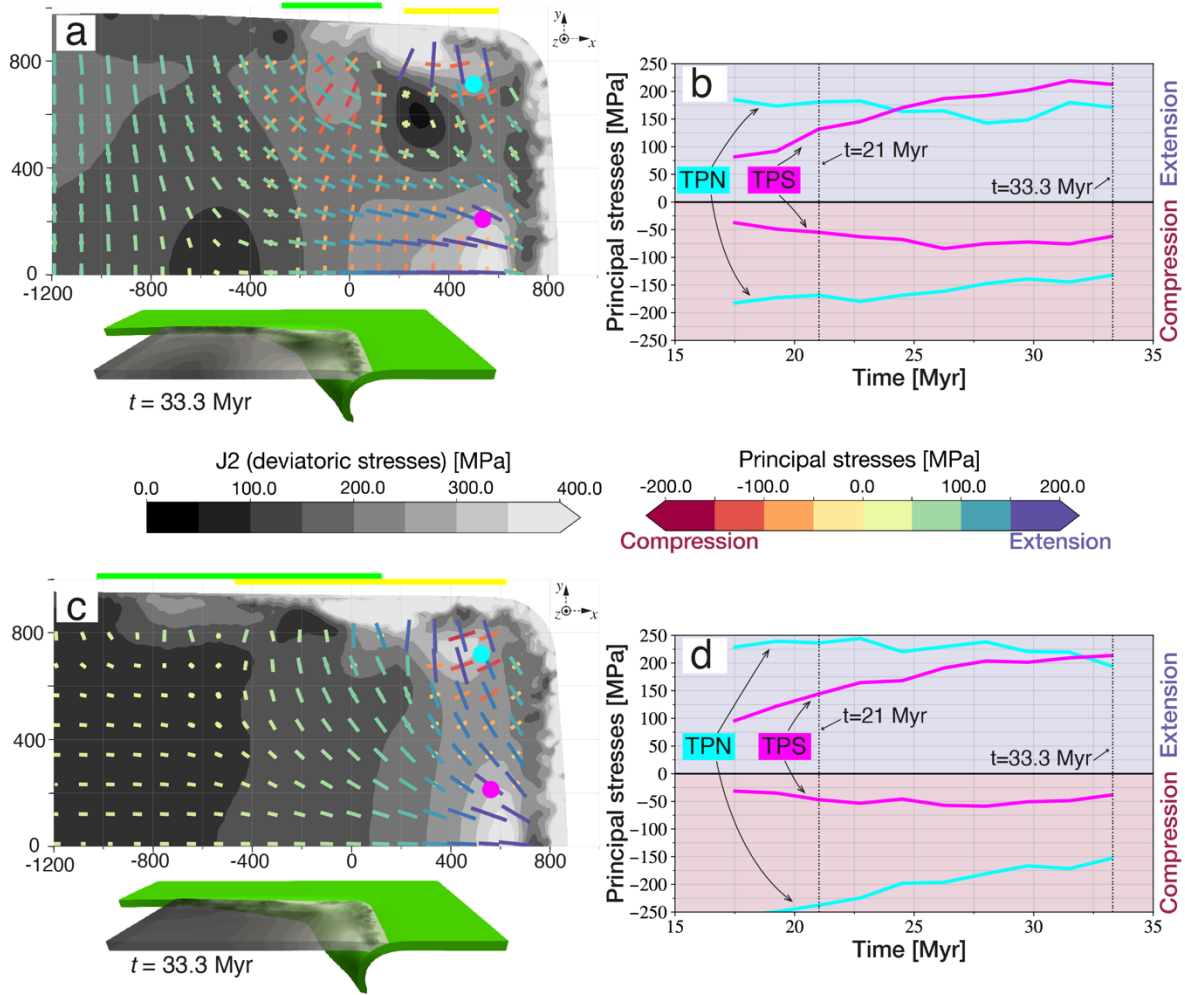 a
y
z
x
800
400
0
-1200
-800
-400
0
400
800
t = 33.3 Myr
b
Principal stresses [MPa]
250
200
150
100
50
0
−50
−100
−150
−200
−250
TPN
TPS
t=21 Myr
t=33.3 Myr
Extension
Compression
15
20
25
30
35
Time [Myr]
J2 (deviatoric stresses) [MPa]
0.0
100.0
200.0
300.0
400.0
Principal stresses [MPa]
-200.0
-100.0
0.0
100.0
200.0
Compression
Extension
c
y
z
x
800
400
0
-1200
-800
-400
0
400
800
t = 33.3 Myr
d
Principal stresses [MPa]
250
200
150
100
50
0
−50
−100
−150
−200
−250
TPN
TPS
t=21 Myr
t=33.3 Myr
Extension
Compression
15
20
25
30
35
Time [Myr]